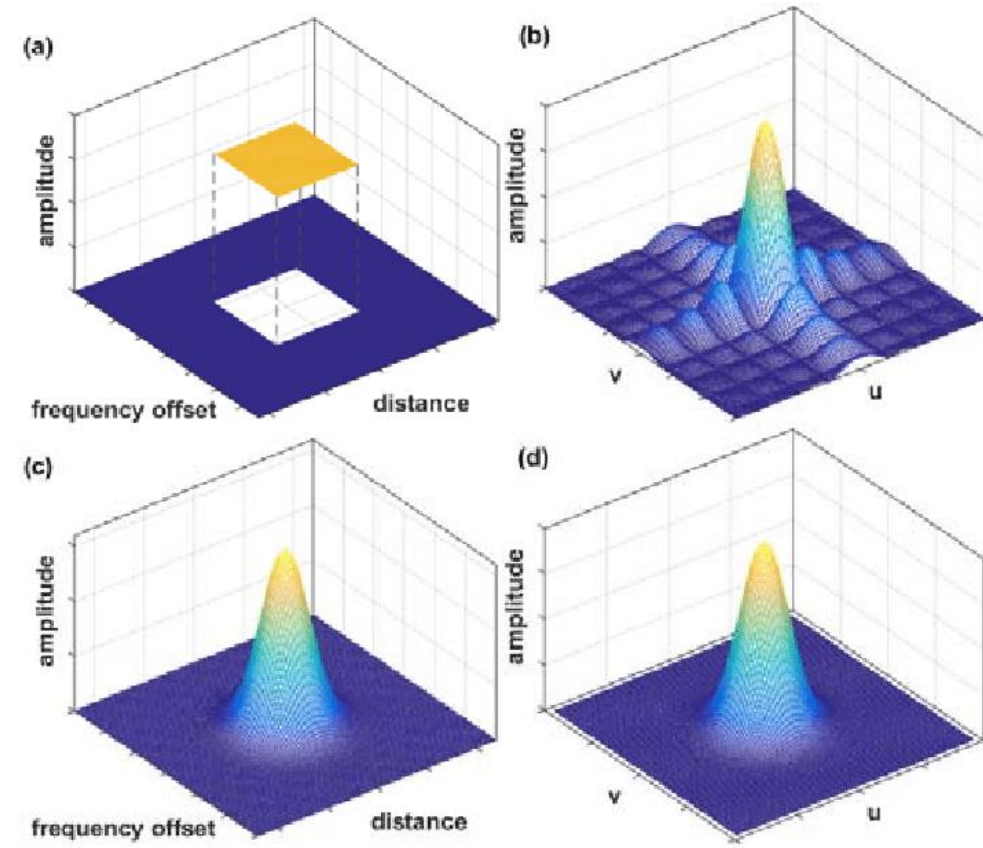 (a)
amplitude
frequency offset
distance
(b)
amplitude
v
u
(c)
amplitude
frequency offset
distance
(d)
amplitude
v
u